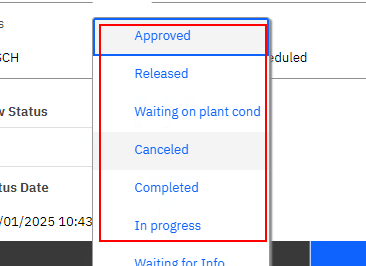 s
Approved
SCH
eduled
Released
w Status
Waiting on plant cond
Canceled
tus Date
Completed
/01/2025 10:43
In progress
Waiting for Info